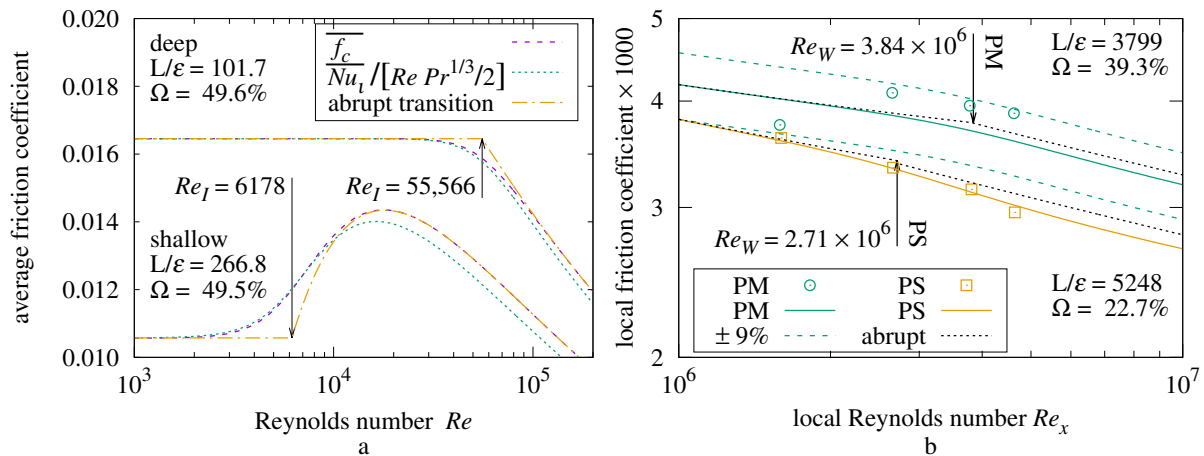 0.020
0.018
0.016
0.014
0.012
0.010
average friction coefficient
deep
L/ε = 101.7
Ω = 49.6%
f_c
Nu_ι /[Re Pr^{1/3}/2]
abrupt transition
Re_I = 6178
Re_I = 55,566
shallow
L/ε = 266.8
Ω = 49.5%
10^3
10^4
10^5
Reynolds number Re
a
5
4
3
2
local friction coefficient × 1000
Re_W = 3.84 × 10^6
PM
L/ε = 3799
Ω = 39.3%
Re_W = 2.71 × 10^6
PS
L/ε = 5248
Ω = 22.7%
PM PS
PM PS
± 9% abrupt
10^6
10^7
local Reynolds number Re_x
b